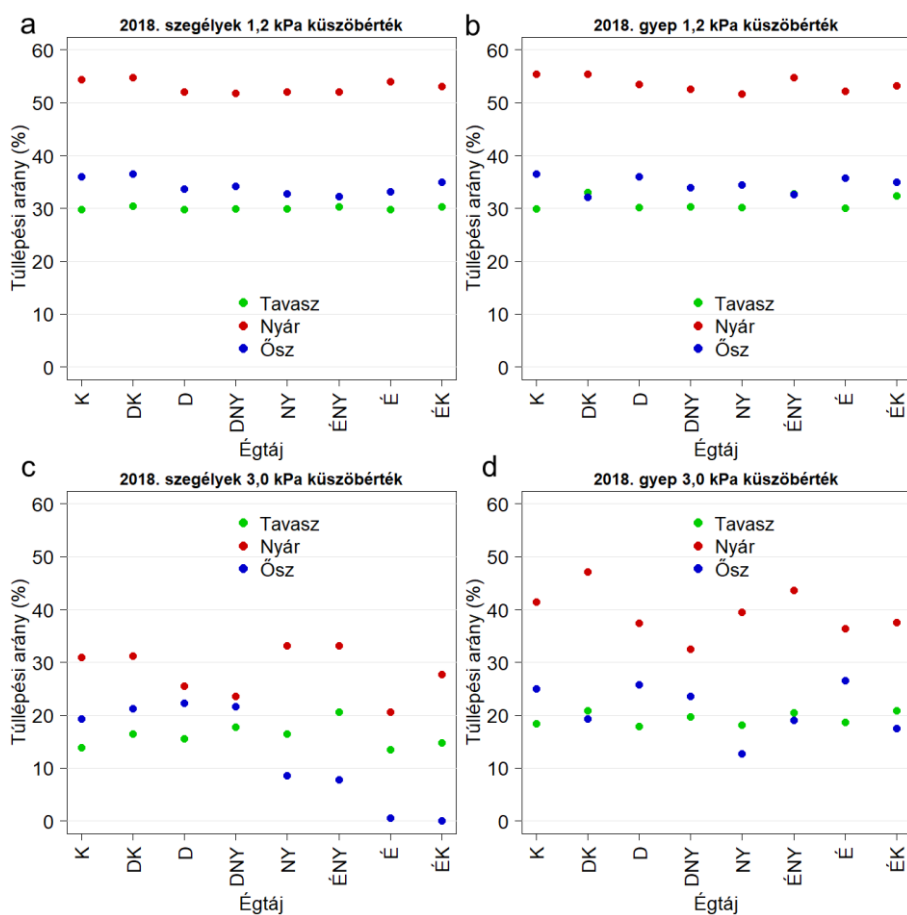 a
2018. szegélyek 1,2 kPa küszöbérték
Túllépési arány (%)
60
50
40
30
20
10
0
Tavasz
Nyár
Ősz
K
DK
D
DNY
NY
ÉNY
É
ÉK
Égtáj
b
2018. gyep 1,2 kPa küszöbérték
Túllépési arány (%)
60
50
40
30
20
10
0
Tavasz
Nyár
Ősz
K
DK
D
DNY
NY
ÉNY
É
ÉK
Égtáj
c
2018. szegélyek 3,0 kPa küszöbérték
Túllépési arány (%)
60
50
40
30
20
10
0
Tavasz
Nyár
Ősz
K
DK
D
DNY
NY
ÉNY
É
ÉK
Égtáj
d
2018. gyep 3,0 kPa küszöbérték
Túllépési arány (%)
60
50
40
30
20
10
0
Tavasz
Nyár
Ősz
K
DK
D
DNY
NY
ÉNY
É
ÉK
Égtáj